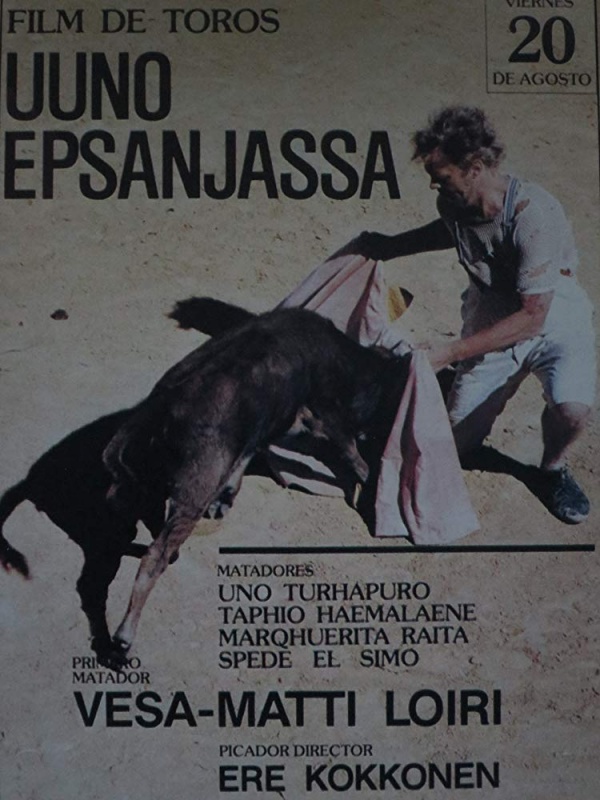 FILM DE TOROS
VIERNES
20
DE AGOSTO
UUNO
EPSANJASSA
MATADORES
UNO TURHAPURO
TAPHIO HAEMALAENE
MARQHUERITA RAITA
SPEDE EL SIMO
PRIMERO
MATADOR
VESA-MATTI LOIRI
PICADOR DIRECTOR
ERE KOKKONEN